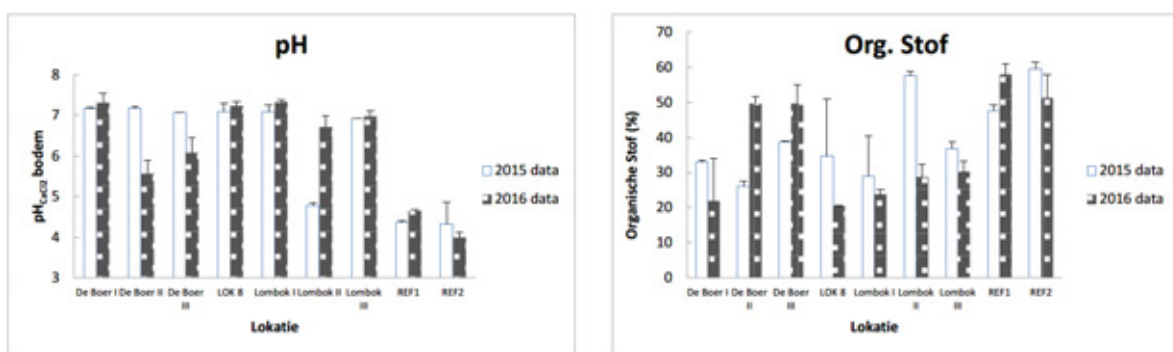 pH
8
7
6
5
4
3
pH CaCl2 bodem
De Boer I De Boer II De Boer III LOK 8 Lombok I Lombok II Lombok III REF1 REF2
Lokatie
2015 data
2016 data
Org. Stof
70
60
50
40
30
20
10
0
Organische Stof (%)
De Boer I De Boer II De Boer III LOK 8 Lombok I Lombok II Lombok III REF1 REF2
Lokatie
2015 data
2016 data